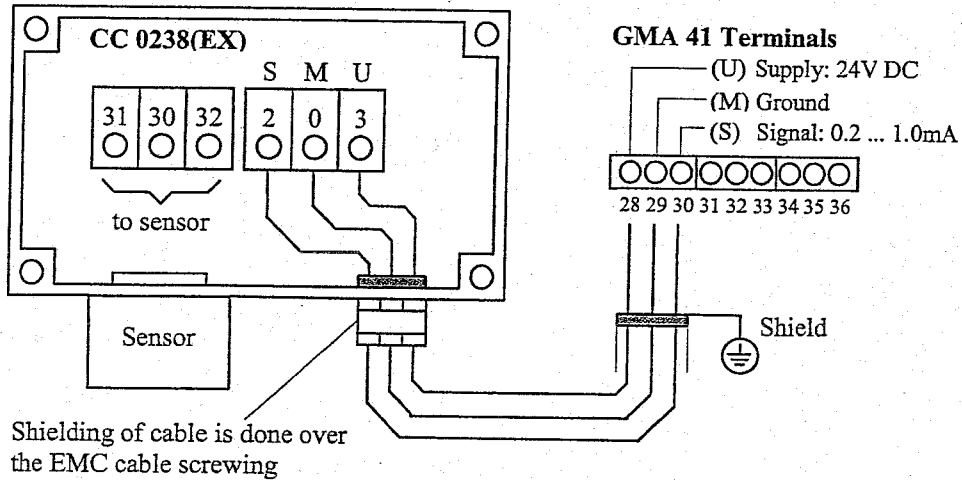 CC 0238(EX)
S M U
31 30 32 2 0 3
to sensor
Sensor
Shielding of cable is done over
the EMC cable screwing
GMA 41 Terminals
(U) Supply: 24V DC
(M) Ground
(S) Signal: 0.2 ... 1.0mA
28 29 30 31 32 33 34 35 36
Shield